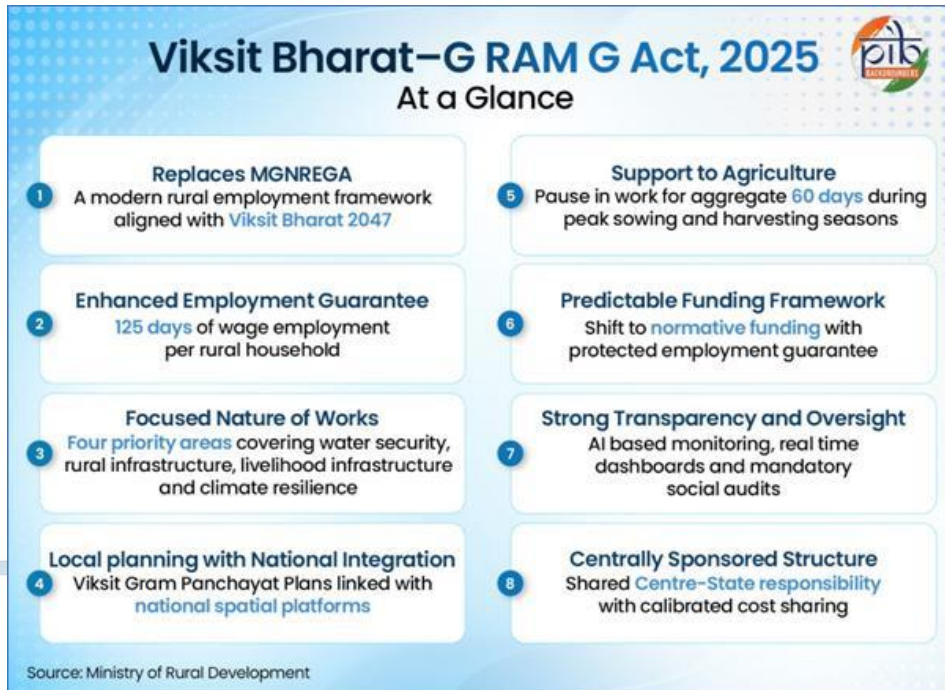 Viksit Bharat–G RAM G Act, 2025
At a Glance
pib
BACKGROUNDERS
1
Replaces MGNREGA
A modern rural employment framework
aligned with Viksit Bharat 2047
2
Enhanced Employment Guarantee
125 days of wage employment
per rural household
3
Focused Nature of Works
Four priority areas covering water security,
rural infrastructure, livelihood infrastructure
and climate resilience
4
Local planning with National Integration
Viksit Gram Panchayat Plans linked with
national spatial platforms
5
Support to Agriculture
Pause in work for aggregate 60 days during
peak sowing and harvesting seasons
6
Predictable Funding Framework
Shift to normative funding with
protected employment guarantee
7
Strong Transparency and Oversight
AI based monitoring, real time
dashboards and mandatory
social audits
8
Centrally Sponsored Structure
Shared Centre-State responsibility
with calibrated cost sharing
Source: Ministry of Rural Development